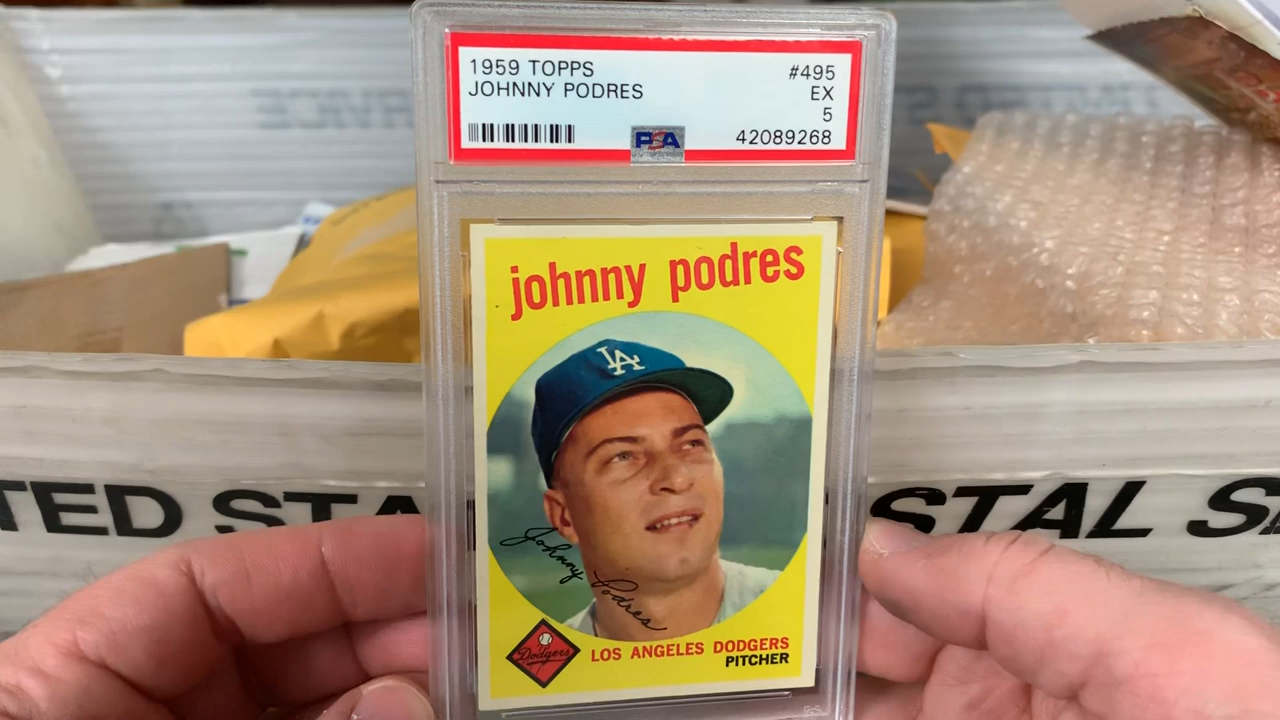 1959 TOPPS #495
JOHNNY PODRES EX
5
PSA 42089268
johnny podres
LA
Johnny Podres
Dodgers
LOS ANGELES DODGERS
PITCHER
TED STA
STAL S